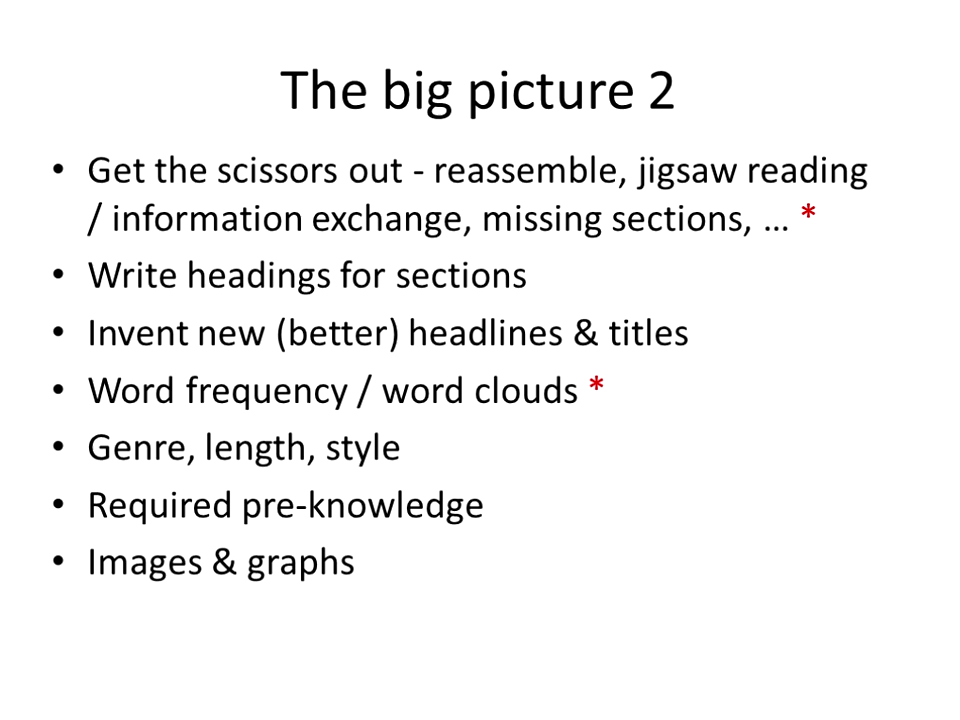 The big picture 2
• Get the scissors out - reassemble, jigsaw reading
/ information exchange, missing sections, … *
• Write headings for sections
• Invent new (better) headlines & titles
• Word frequency / word clouds *
• Genre, length, style
• Required pre-knowledge
• Images & graphs